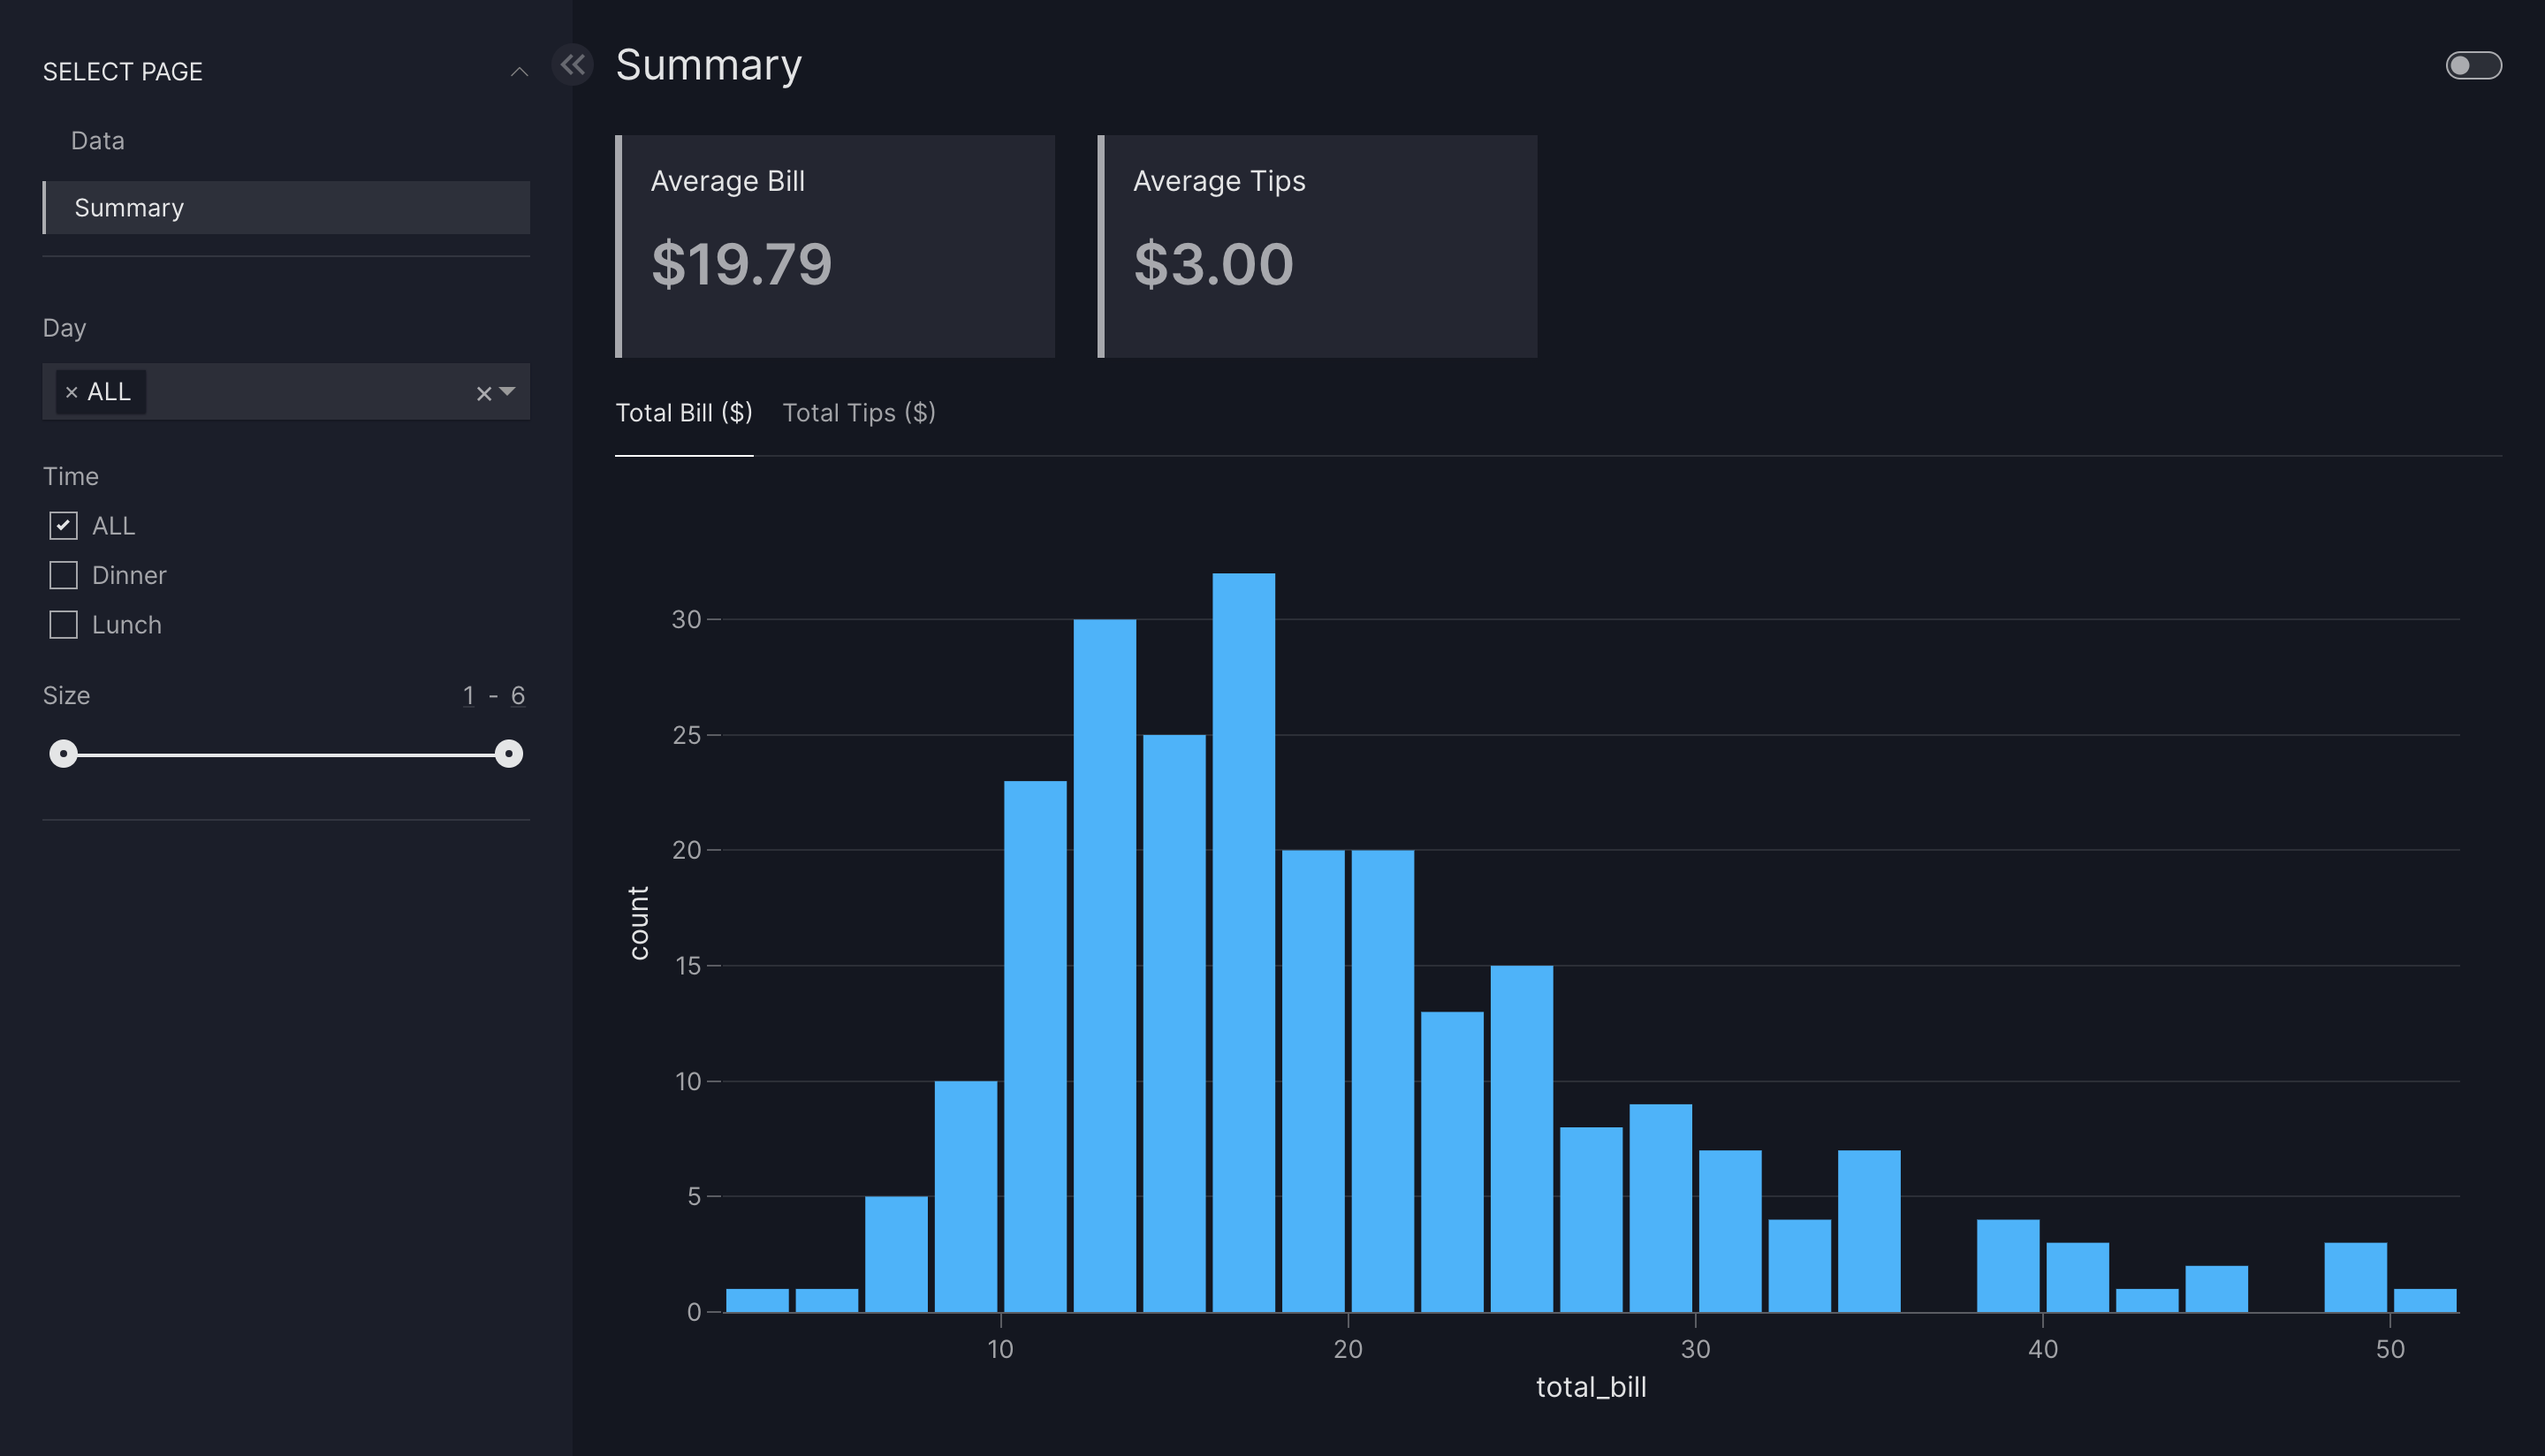 SELECT PAGE
Data
Summary
Day
× ALL
Time
ALL
Dinner
Lunch
Size 1 - 6
Summary
Average Bill
$19.79
Average Tips
$3.00
Total Bill ($) Total Tips ($)
30
25
20
15
10
5
0
count
10 20 30 40 50
total_bill